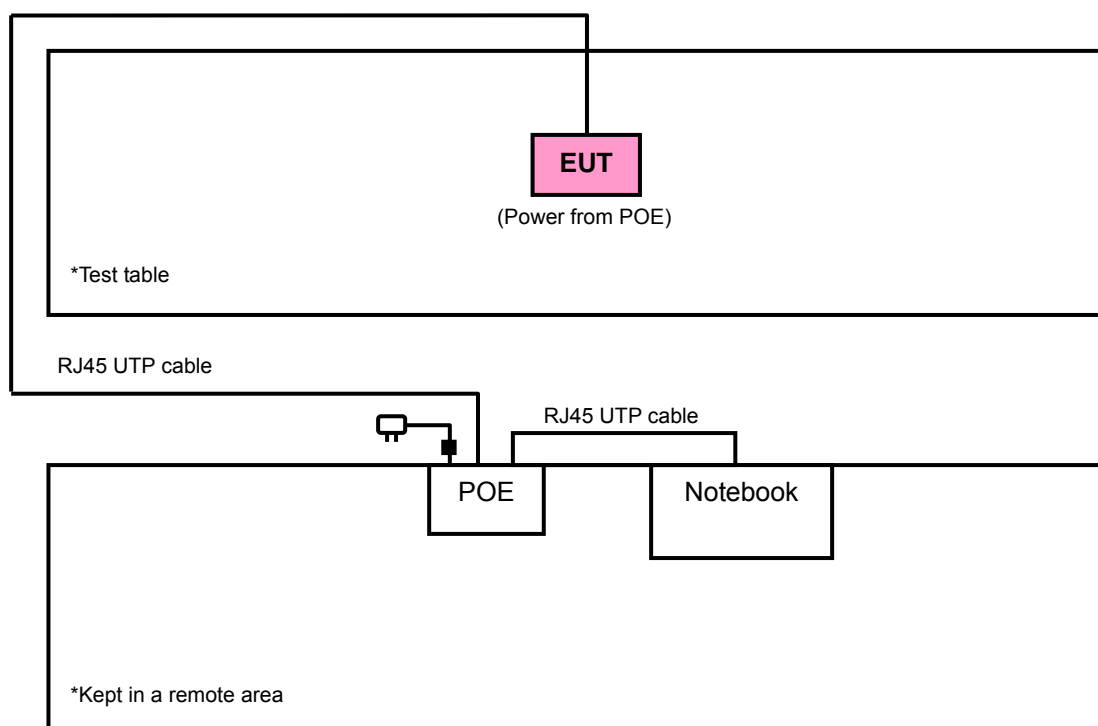 EUT
(Power from POE)
*Test table
RJ45 UTP cable
RJ45 UTP cable
POE
Notebook
*Kept in a remote area